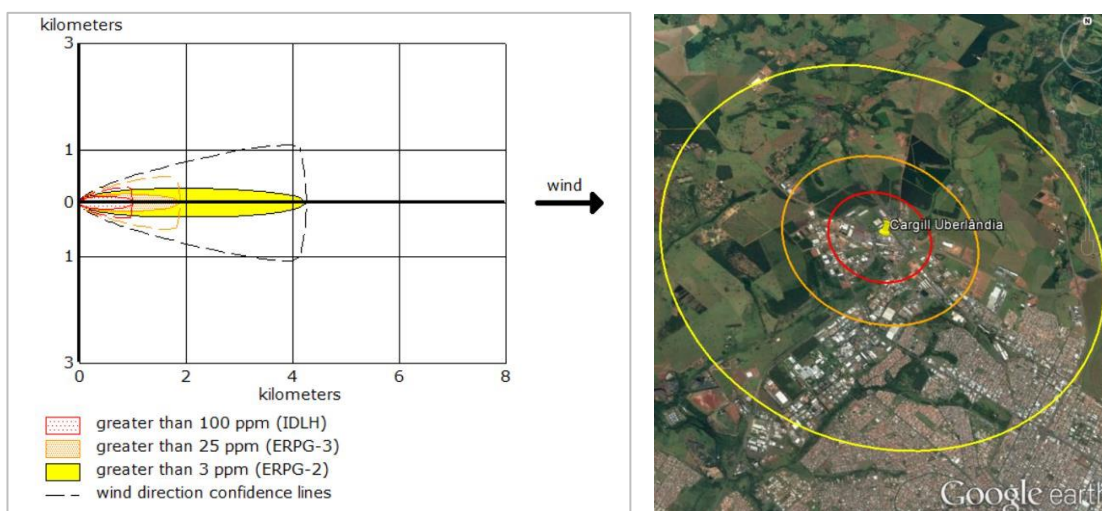 kilometers
3
1
0
1
3
0
2
4
6
8
kilometers
wind
greater than 100 ppm (IDLH)
greater than 25 ppm (ERPG-3)
greater than 3 ppm (ERPG-2)
wind direction confidence lines
N
Cargill Uberlândia
Google earth